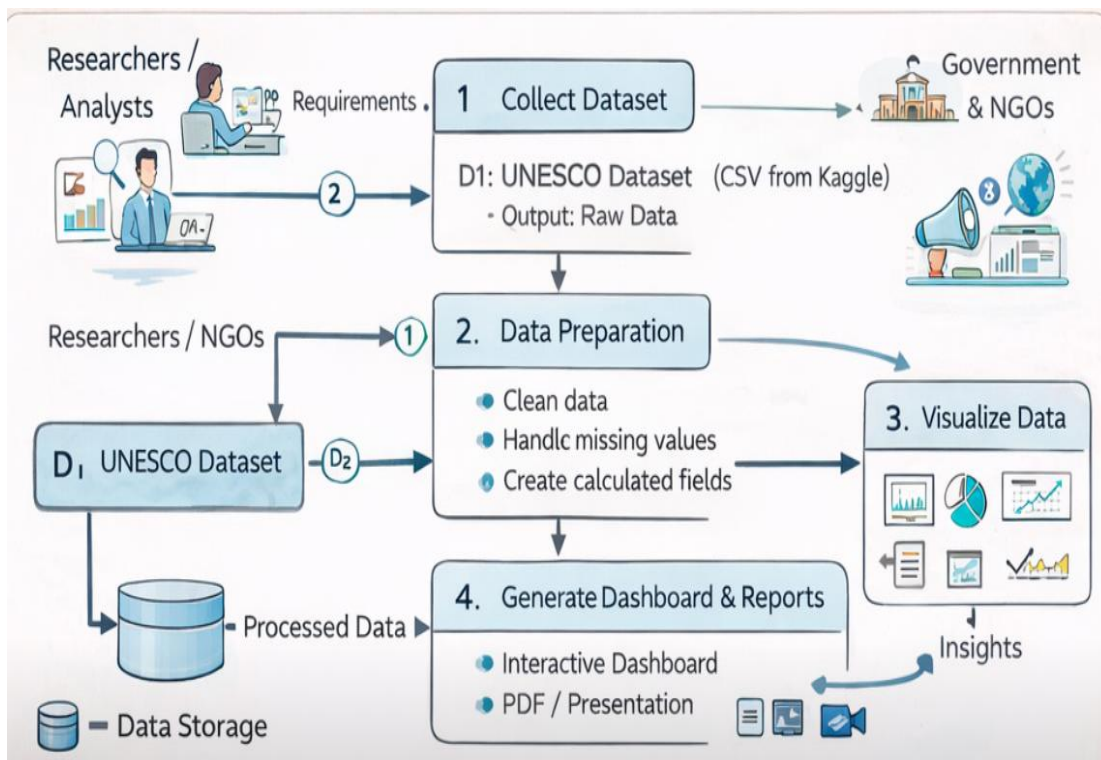 Researchers /
Analysts
Requirements .
1 Collect Dataset
Government
& NGOs
2
D1: UNESCO Dataset (CSV from Kaggle)
- Output: Raw Data
Researchers / NGOs
1
2. Data Preparation
Clean data
Handlc missing values
Create calculated fields
3. Visualize Data
D1 UNESCO Dataset
D2
4. Generate Dashboard & Reports
Processed Data
Interactive Dashboard
PDF / Presentation
Insights
Data Storage